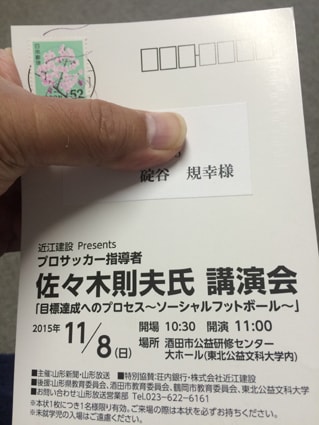 日本郵便
52
碇谷 規幸様
近江建設 Presents
プロサッカー指導者
佐々木則夫氏 講演会
「目標達成へのプロセス〜ソーシャルフットボール〜」
2015年 11/8(日) 開場 10:30 開演 11:00
場所 酒田市公益研修センター
大ホール(東北公益文科大学内)
■主催/山形新聞・山形放送 ■特別協賛/荘内銀行・株式会社近江建設
■後援/山形県教育委員会、酒田市教育委員会、鶴岡市教育委員会、東北公益文科大学
■お問い合わせ/山形放送営業部 Tel.023-622-6161
※本状1枚につき1名様限り有効。ご来場の際は本状を必ずお持ちください。
※未就学児の入場はご遠慮ください。